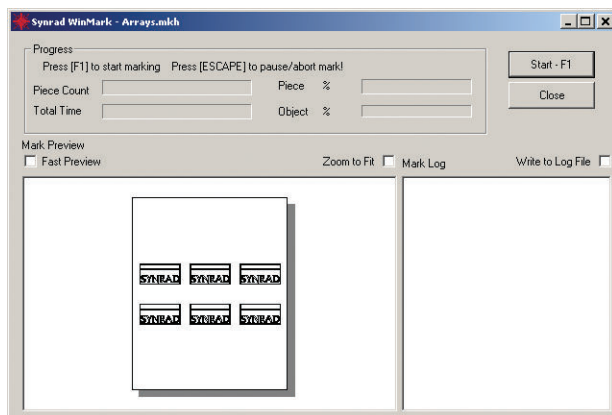 Synrad WinMark - Arrays.mkh
Progress
Press [F1] to start marking Press [ESCAPE] to pause/abort mark!
Start - F1
Piece Count Piece %
Close
Total Time Object %
Mark Preview
Fast Preview Zoom to Fit Mark Log Write to Log File
SYNRAD SYNRAD SYNRAD
SYNRAD SYNRAD SYNRAD